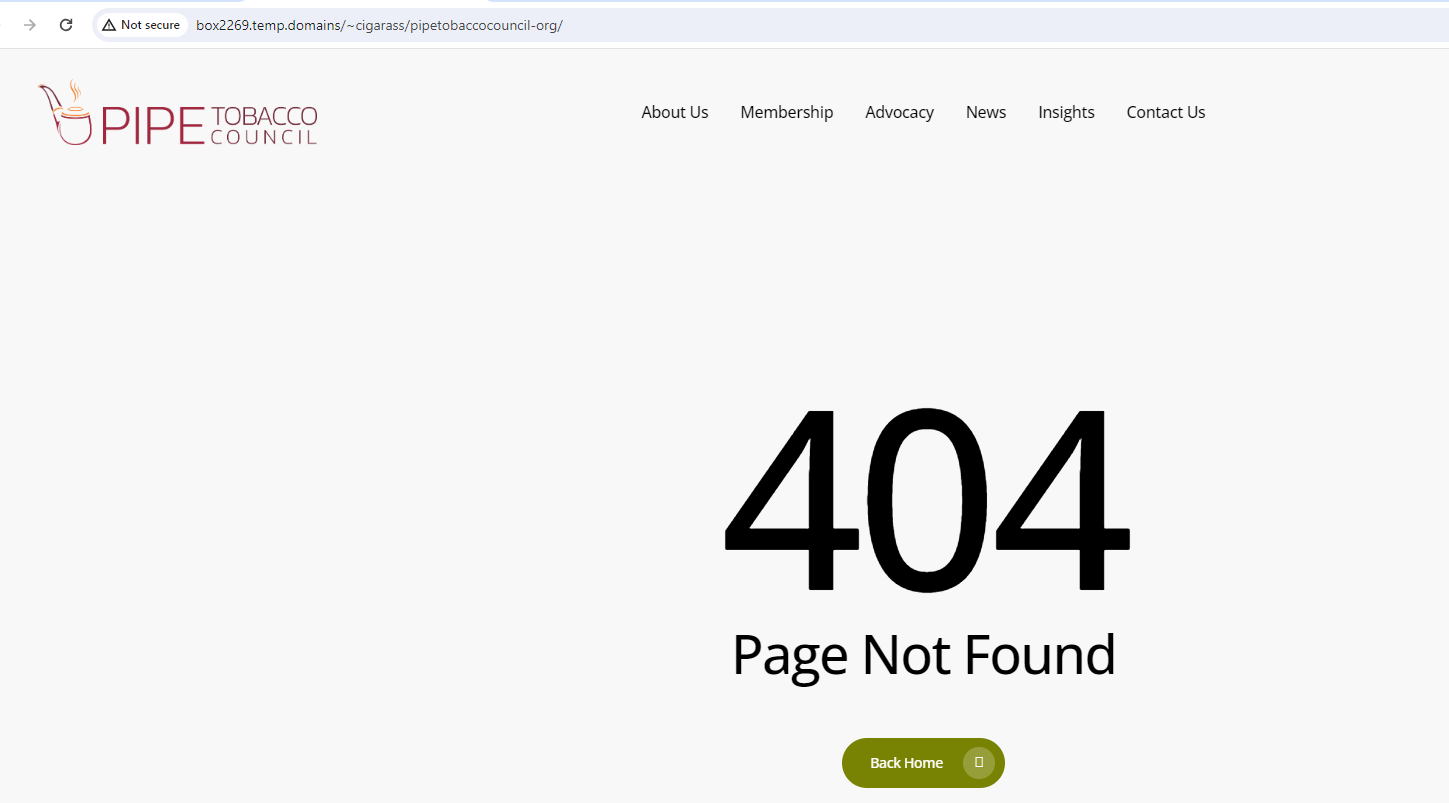 Not secure box2269.temp.domains/~cigarass/pipetobaccocouncil-org/
PIPE TOBACCO COUNCIL
About Us Membership Advocacy News Insights Contact Us
404
Page Not Found
Back Home